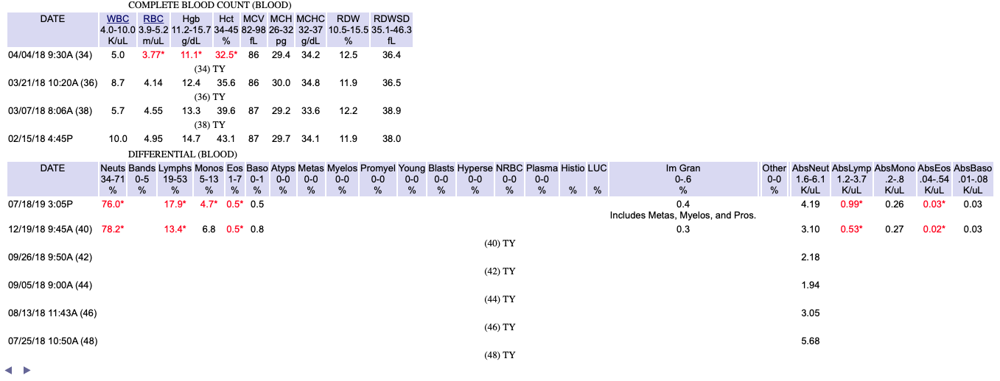 COMPLETE BLOOD COUNT (BLOOD)
DATE WBC RBC Hgb Hct MCV MCH MCHC RDW RDWSD
4.0-10.0 3.9-5.2 11.2-15.7 34-45 82-98 26-32 32-37 10.5-15.5 35.1-46.3
K/uL m/uL g/dL % fL pg g/dL % fL
04/04/18 9:30A (34) 5.0 3.77* 11.1* 32.5* 86 29.4 34.2 12.5 36.4
(34) TY
03/21/18 10:20A (36) 8.7 4.14 12.4 35.6 86 30.0 34.8 11.9 36.5
(36) TY
03/07/18 8:06A (38) 5.7 4.55 13.3 39.6 87 29.2 33.6 12.2 38.9
(38) TY
02/15/18 4:45P 10.0 4.95 14.7 43.1 87 29.7 34.1 11.9 38.0
DIFFERENTIAL (BLOOD)
DATE Neuts Bands Lymphs Monos Eos Baso Atyps Metas Myelos Promyel Young Blasts Hyperse NRBC Plasma Histio LUC Im Gran Other AbsNeut AbsLymp AbsMono AbsEos AbsBaso
34-71 0-5 19-53 5-13 1-7 0-1 0-0 0-0 0-0 0-0 0-0 0-0 0-0 0-0 0-0 0-.6 0-0 1.6-6.1 1.2-3.7 .2-.8 .04-.54 .01-.08
% % % % % % % % % % % % % % % % % % % K/uL K/uL K/uL K/uL K/uL
07/18/19 3:05P 76.0* 17.9* 4.7* 0.5* 0.5 0.4 4.19 0.99* 0.26 0.03* 0.03
Includes Metas, Myelos, and Pros.
12/19/18 9:45A (40) 78.2* 13.4* 6.8 0.5* 0.8 0.3 3.10 0.53* 0.27 0.02* 0.03
(40) TY
09/26/18 9:50A (42) 2.18
(42) TY
09/05/18 9:00A (44) 1.94
(44) TY
08/13/18 11:43A (46) 3.05
(46) TY
07/25/18 10:50A (48) 5.68
(48) TY